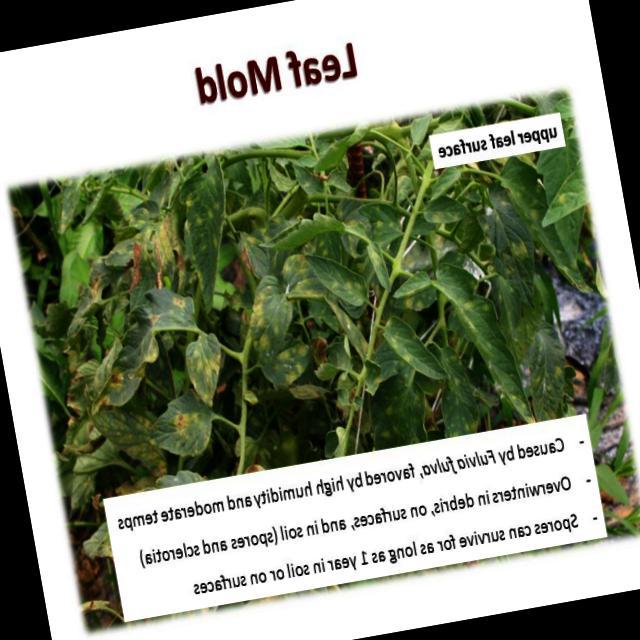 Leaf Mold
upper leaf surface
- Caused by Fulvia fulva, favored by high humidity and moderate temps
- Overwinters in debris, on surfaces, and in soil (spores and sclerotia)
- Spores can survive for as long as 1 year in soil or on surfaces